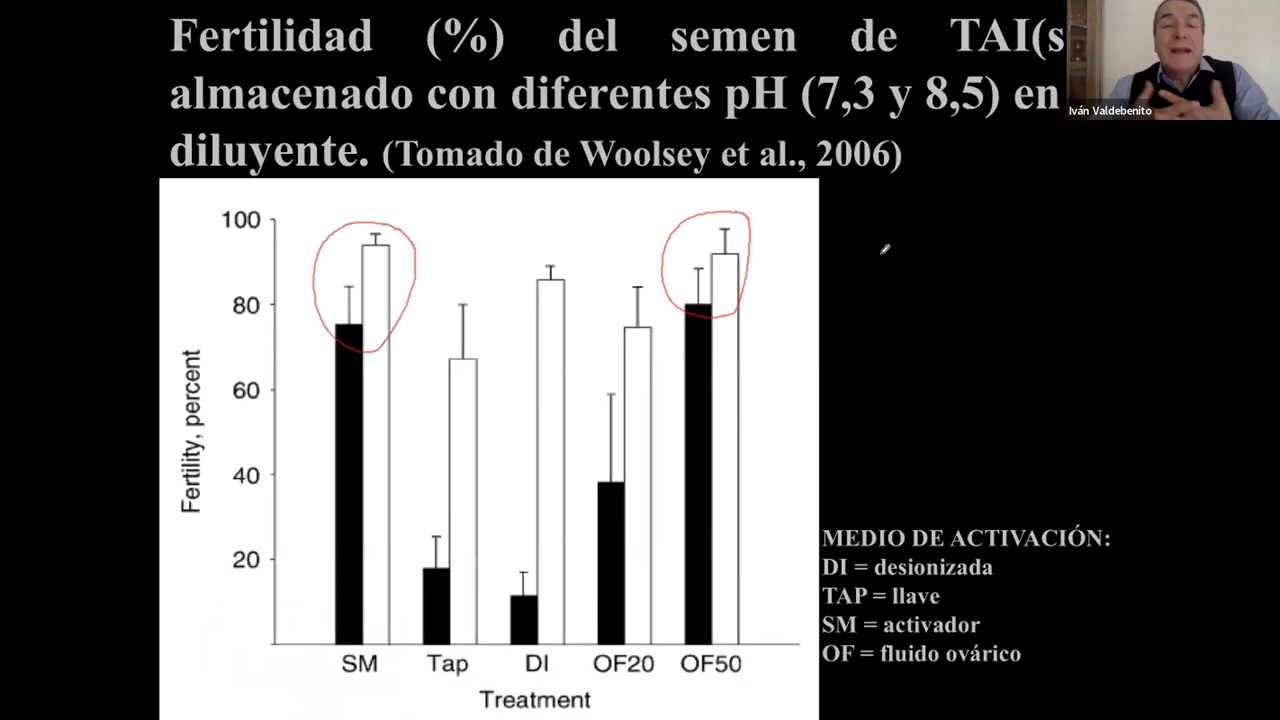 Fertilidad (%) del semen de TAI(s
almacenado con diferentes pH (7,3 y 8,5) en
diluyente. (Tomado de Woolsey et al., 2006)
Iván Valdebenito
100
80
60
40
20
Fertility, percent
SM Tap DI OF20 OF50
Treatment
MEDIO DE ACTIVACIÓN:
DI = desionizada
TAP = llave
SM = activador
OF = fluido ovárico